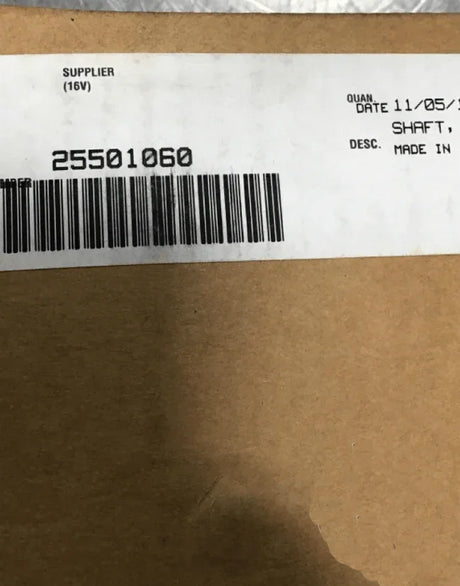 SUPPLIER
(16V)
25501060
QUAN.
DATE 11/05/
SHAFT,
DESC. MADE IN